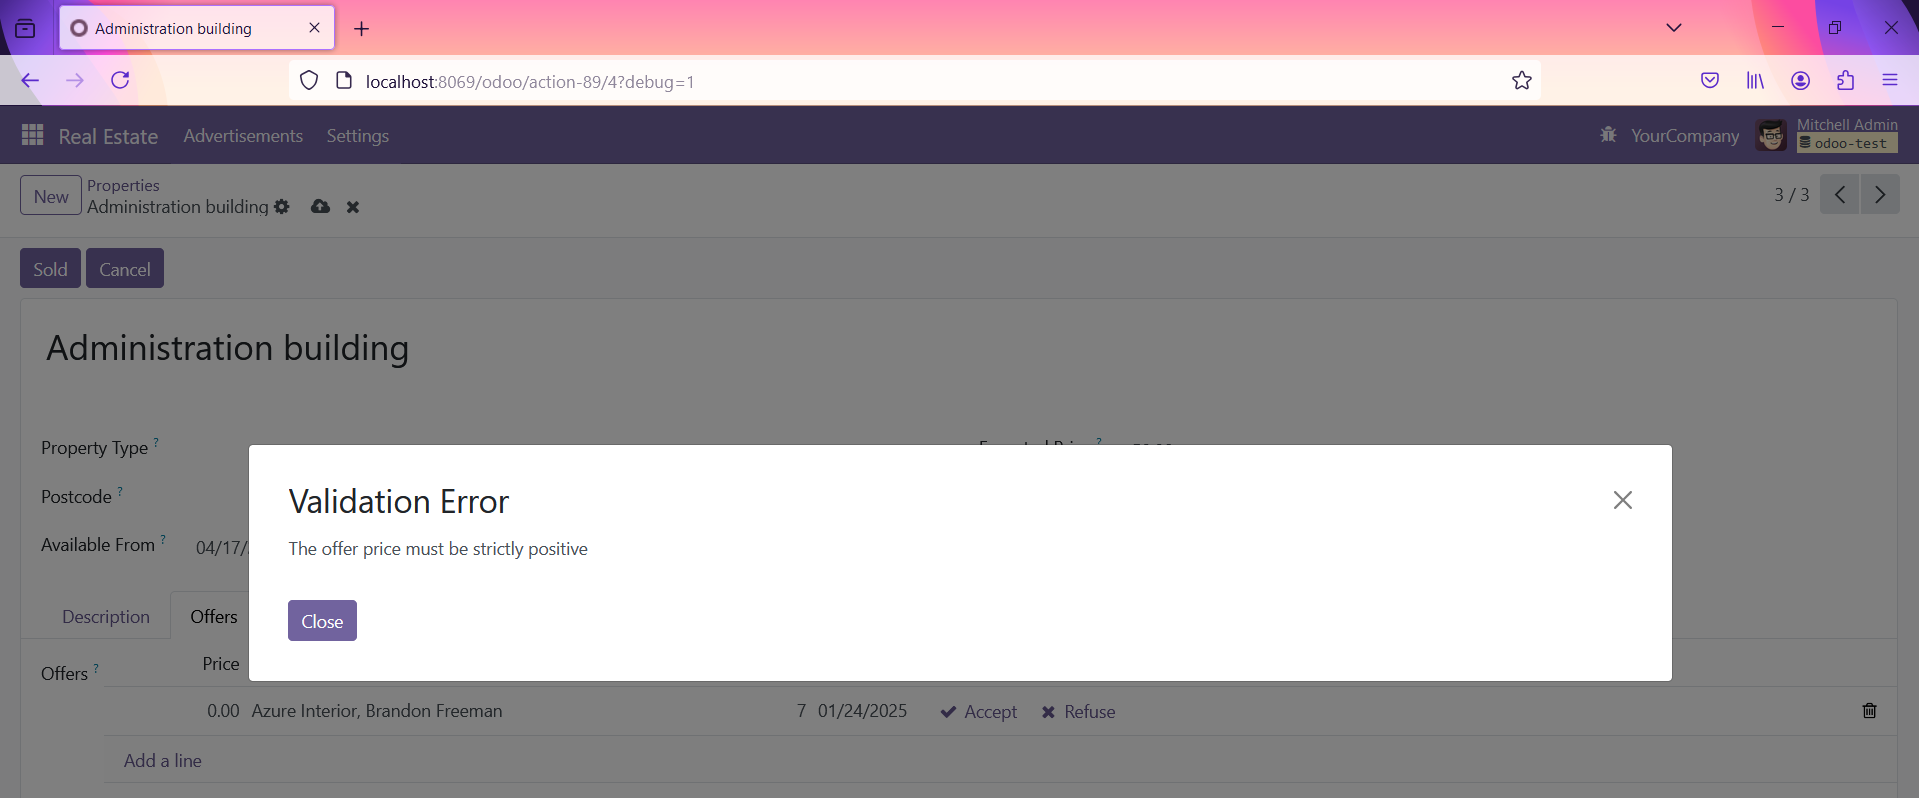 Administration building
localhost:8069/odoo/action-89/4?debug=1
Real Estate Advertisements Settings YourCompany Mitchell Admin
odoo-test
New Properties
Administration building 3 / 3
Sold Cancel
Administration building
Property Type ?
Postcode ?
Available From ? 04/17/
Validation Error
The offer price must be strictly positive
Close
Description Offers
Offers ? Price
0.00 Azure Interior, Brandon Freeman 7 01/24/2025 Accept Refuse
Add a line